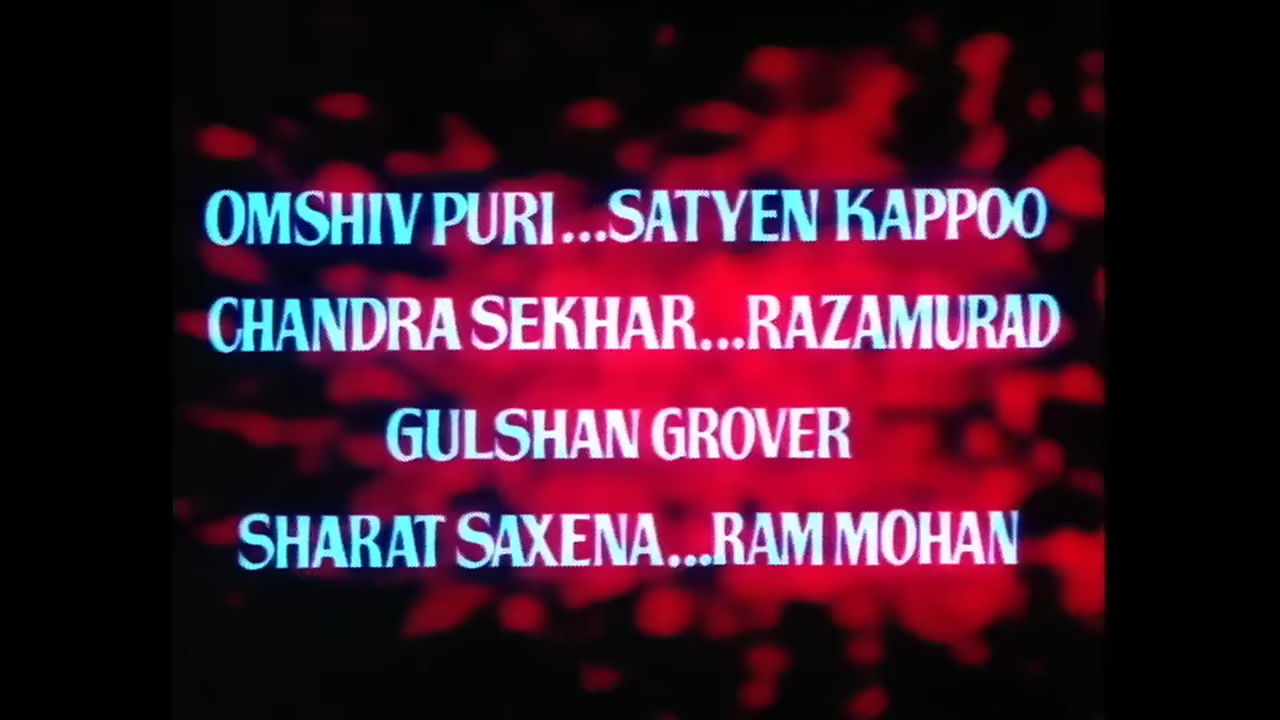 OMSHIV PURI...SATYEN KAPPOO
CHANDRA SEKHAR...RAZAMURAD
GULSHAN GROVER
SHARAT SAXENA...RAM MOHAN